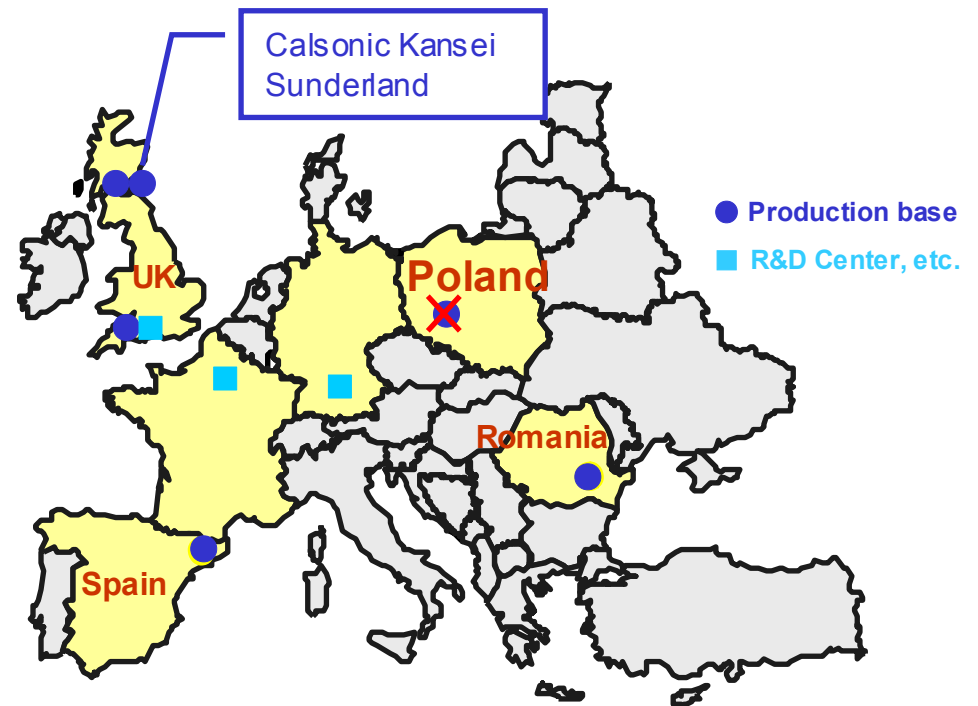 Calsonic Kansei
Sunderland
Production base
R&D Center, etc.
UK
Poland
Romania
Spain